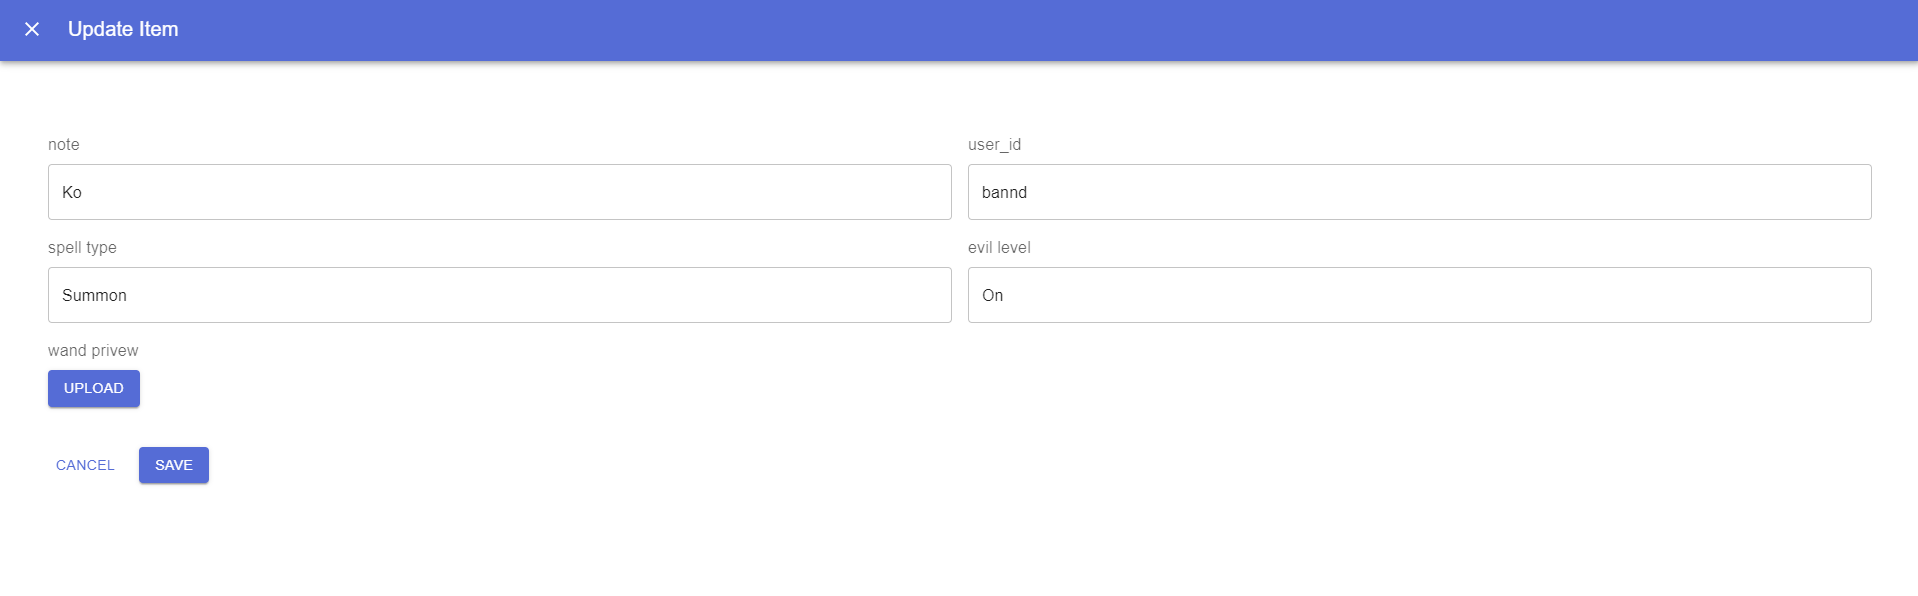 Update Item
note
user_id
Ko
bannd
spell type
evil level
Summon
On
wand privew
UPLOAD
CANCEL
SAVE